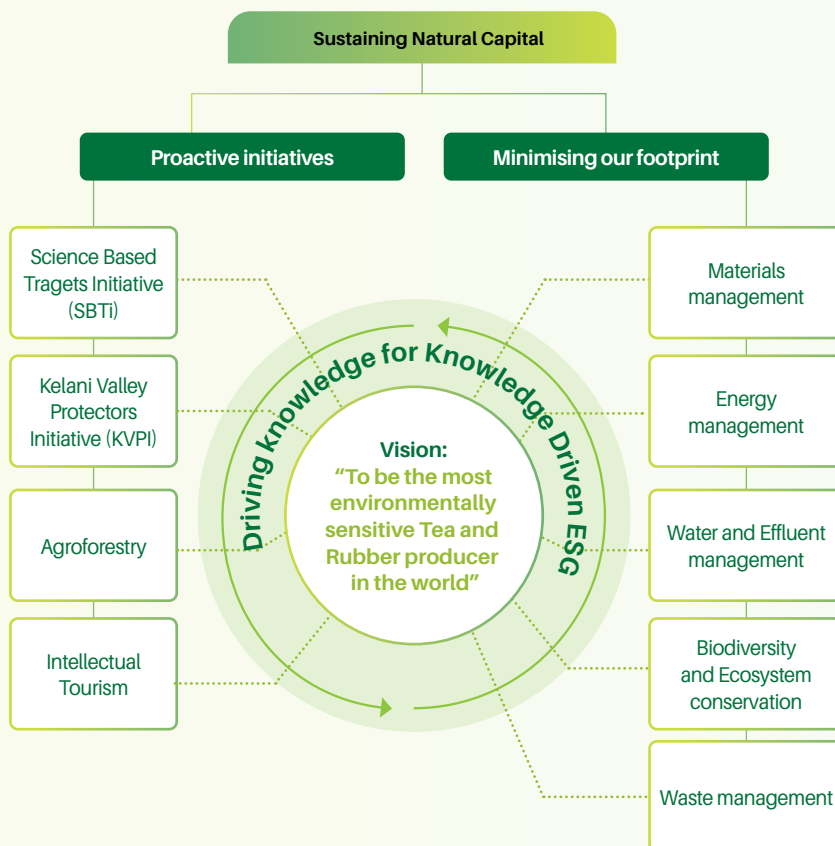 Sustaining Natural Capital
Proactive initiatives
Minimising our footprint
Science Based
Tragets Initiative
(SBTi)
Kelani Valley
Protectors
Initiative (KVPI)
Agroforestry
Intellectual
Tourism
Driving knowledge for Knowledge Driven ESG
Vision:
“To be the most
environmentally
sensitive Tea and
Rubber producer
in the world”
Materials
management
Energy
management
Water and Effluent
management
Biodiversity
and Ecosystem
conservation
Waste management